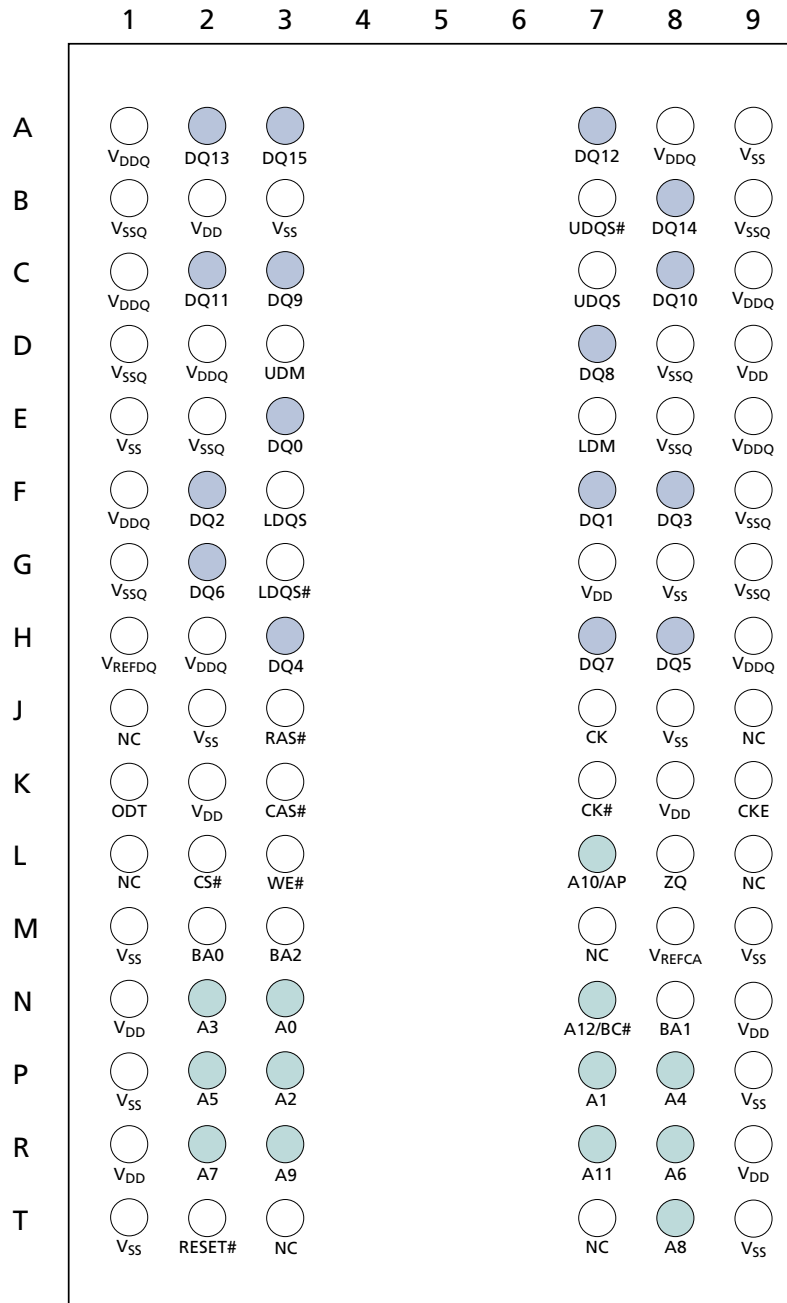 1 2 3 4 5 6 7 8 9
A
VDDQ DQ13 DQ15 DQ12 VDDQ VSS
B
VSSQ VDD VSS UDQS# DQ14 VSSQ
C
VDDQ DQ11 DQ9 UDQS DQ10 VDDQ
D
VSSQ VDDQ UDM DQ8 VSSQ VDD
E
VSS VSSQ DQ0 LDM VSSQ VDDQ
F
VDDQ DQ2 LDQS DQ1 DQ3 VSSQ
G
VSSQ DQ6 LDQS# VDD VSS VSSQ
H
VREFDQ VDDQ DQ4 DQ7 DQ5 VDDQ
J
NC VSS RAS# CK VSS NC
K
ODT VDD CAS# CK# VDD CKE
L
NC CS# WE# A10/AP ZQ NC
M
VSS BA0 BA2 NC VREFCA VSS
N
VDD A3 A0 A12/BC# BA1 VDD
P
VSS A5 A2 A1 A4 VSS
R
VDD A7 A9 A11 A6 VDD
T
VSS RESET# NC NC A8 VSS